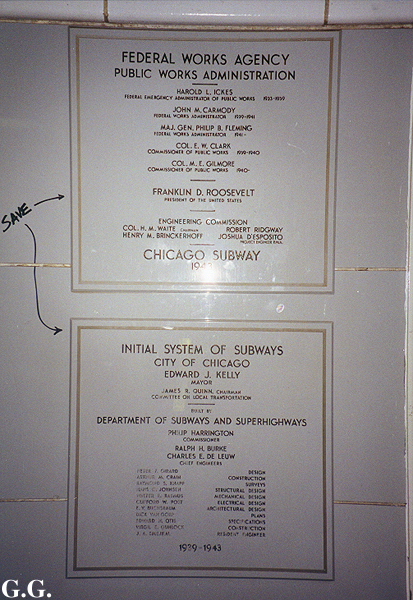 FEDERAL WORKS AGENCY
PUBLIC WORKS ADMINISTRATION
HAROLD L. ICKES
FEDERAL EMERGENCY ADMINISTRATOR OF PUBLIC WORKS 1933-1939
JOHN M. CARMODY
FEDERAL WORKS ADMINISTRATOR 1939-1941
MAJ. GEN. PHILIP B. FLEMING
FEDERAL WORKS ADMINISTRATOR 1941-
COL. E. W. CLARK
COMMISSIONER OF PUBLIC WORKS 1939-1940
COL. M. E. GILMORE
COMMISSIONER OF PUBLIC WORKS 1940-
FRANKLIN D. ROOSEVELT
PRESIDENT OF THE UNITED STATES
ENGINEERING COMMISSION
COL. H. M. WAITE CHAIRMAN ROBERT RIDGWAY
HENRY M. BRINCKERHOFF JOSHUA D'ESPOSITO
PROJECT ENGINEER
CHICAGO SUBWAY
SAVE
INITIAL SYSTEM OF SUBWAYS
CITY OF CHICAGO
EDWARD J. KELLY
MAYOR
JAMES R. QUINN, CHAIRMAN
COMMITTEE ON LOCAL TRANSPORTATION
BUILT BY
DEPARTMENT OF SUBWAYS AND SUPERHIGHWAYS
PHILIP HARRINGTON
COMMISSIONER
RALPH H. BURKE
CHARLES E. DE LEUW
CHIEF ENGINEERS
DESIGN
CONSTRUCTION
SURVEYS
STRUCTURAL DESIGN
MECHANICAL DESIGN
ELECTRICAL DESIGN
ARCHITECTURAL DESIGN
PLANS
SPECIFICATIONS
CONSTRUCTION
RESIDENT ENGINEER
1939-1943
G.G.